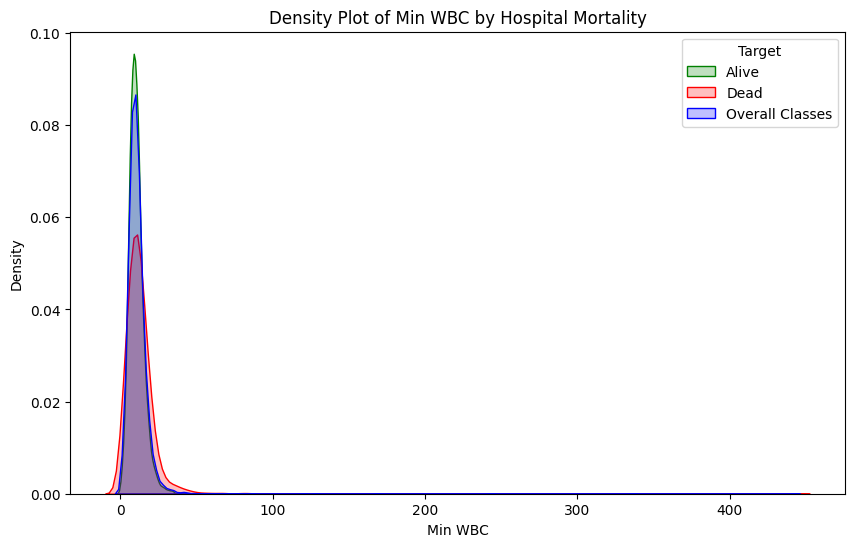 Density Plot of Min WBC by Hospital Mortality
0.10
0.08
0.06
0.04
0.02
0.00
Density
Target
Alive
Dead
Overall Classes
0
100
200
300
400
Min WBC